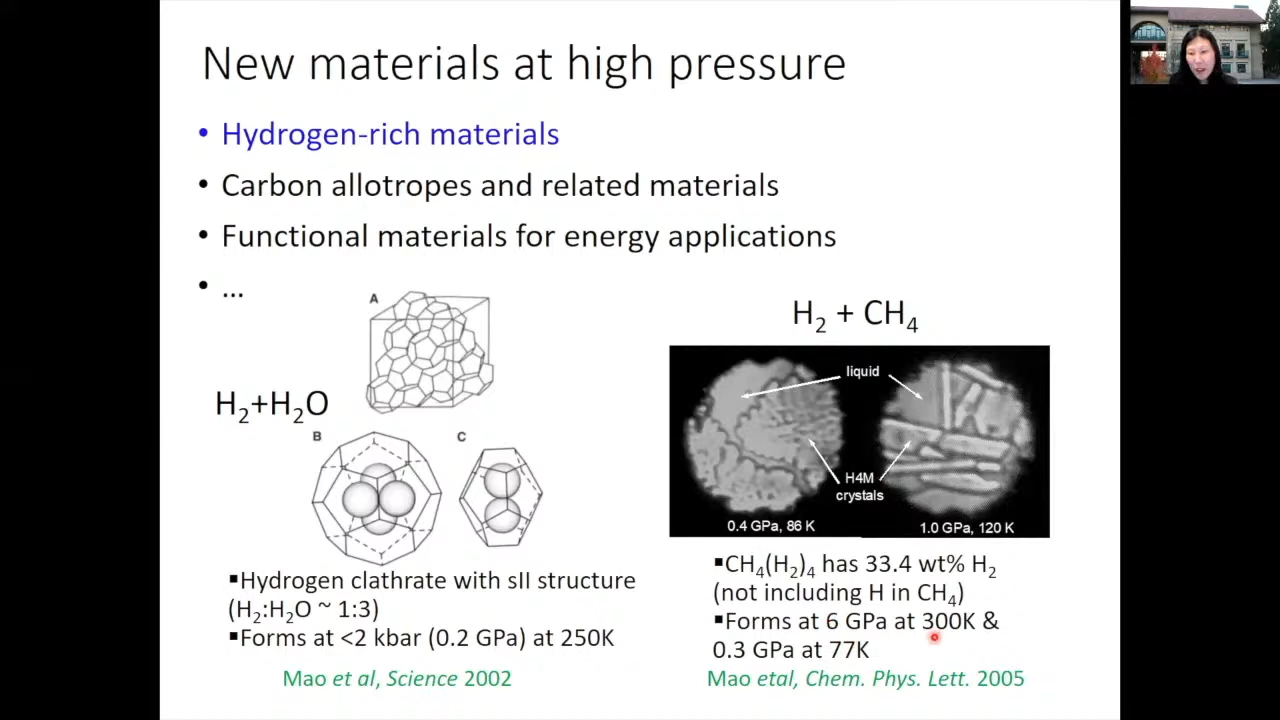 New materials at high pressure
• Hydrogen-rich materials
• Carbon allotropes and related materials
• Functional materials for energy applications
• ...
A
H₂+H₂O
B
C
▪Hydrogen clathrate with sII structure
(H₂:H₂O ~ 1:3)
▪Forms at <2 kbar (0.2 GPa) at 250K
Mao et al, Science 2002
H₂ + CH₄
liquid
H4M
crystals
0.4 GPa, 86 K
1.0 GPa, 120 K
▪CH₄(H₂)₄ has 33.4 wt% H₂
(not including H in CH₄)
▪Forms at 6 GPa at 300K &
0.3 GPa at 77K
Mao etal, Chem. Phys. Lett. 2005